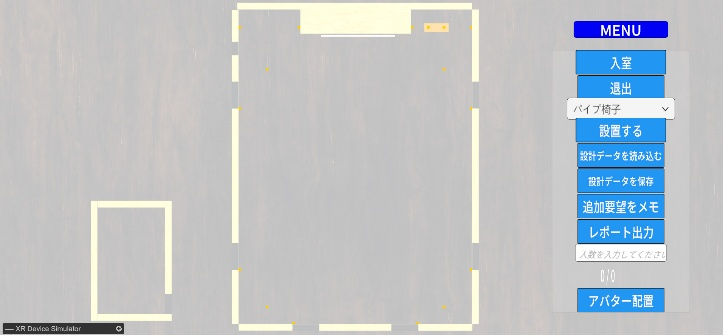 MENU
入室
退出
パイプ椅子
設置する
設計データを読み込む
設計データを保存
追加要望をメモ
レポート出力
人数を入力してください
0/0
アバター配置
XR Device Simulator